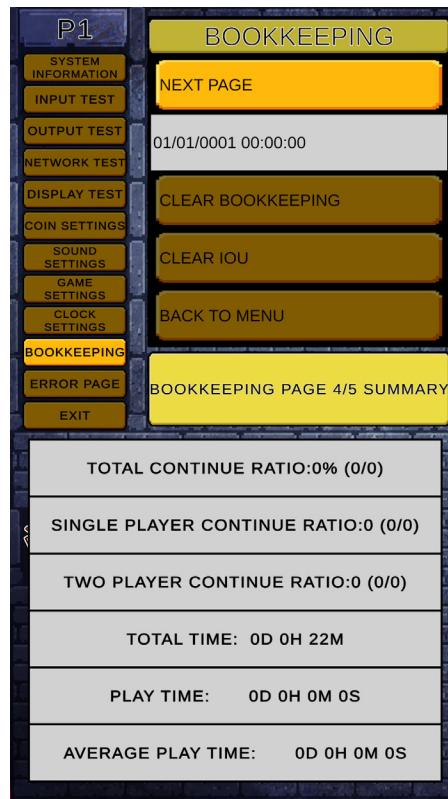 P1
SYSTEM
INFORMATION
INPUT TEST
OUTPUT TEST
NETWORK TEST
DISPLAY TEST
COIN SETTINGS
SOUND
SETTINGS
GAME
SETTINGS
CLOCK
SETTINGS
BOOKKEEPING
ERROR PAGE
EXIT
BOOKKEEPING
NEXT PAGE
01/01/0001 00:00:00
CLEAR BOOKKEEPING
CLEAR IOU
BACK TO MENU
BOOKKEEPING PAGE 4/5 SUMMARY
TOTAL CONTINUE RATIO:0% (0/0)
SINGLE PLAYER CONTINUE RATIO:0 (0/0)
TWO PLAYER CONTINUE RATIO:0 (0/0)
TOTAL TIME: 0D 0H 22M
PLAY TIME: 0D 0H 0M 0S
AVERAGE PLAY TIME: 0D 0H 0M 0S